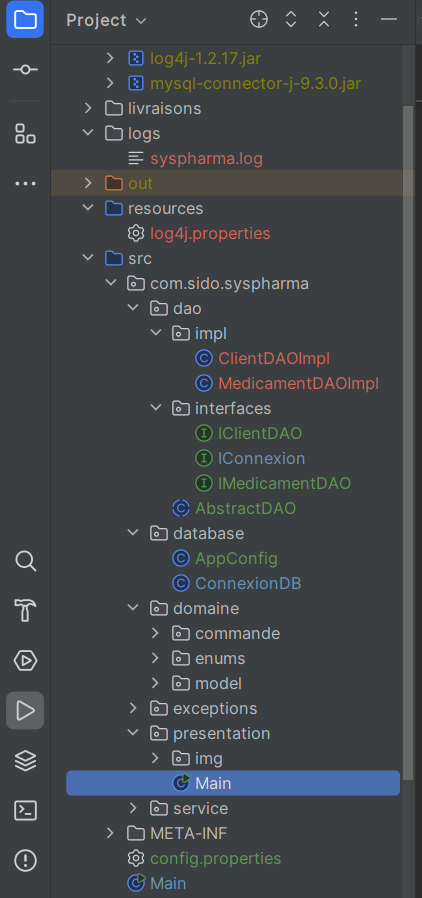 Project
log4j-1.2.17.jar
mysql-connector-j-9.3.0.jar
livraisons
logs
syspharma.log
out
resources
log4j.properties
src
com.sido.syspharma
dao
impl
ClientDAOImpl
MedicamentDAOImpl
interfaces
IClientDAO
IConnexion
IMedicamentDAO
AbstractDAO
database
AppConfig
ConnexionDB
domaine
commande
enums
model
exceptions
presentation
img
Main
service
META-INF
config.properties
Main